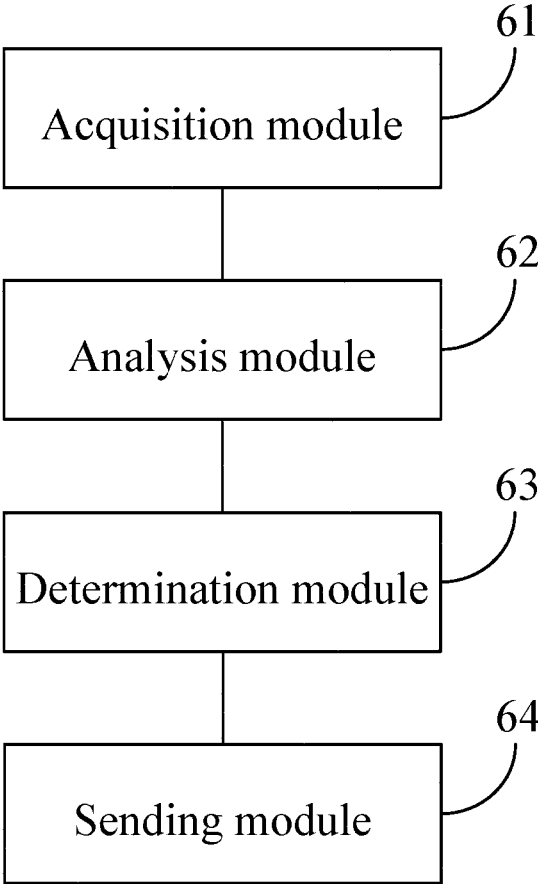 61
Acquisition module
62
Analysis module
63
Determination module
64
Sending module